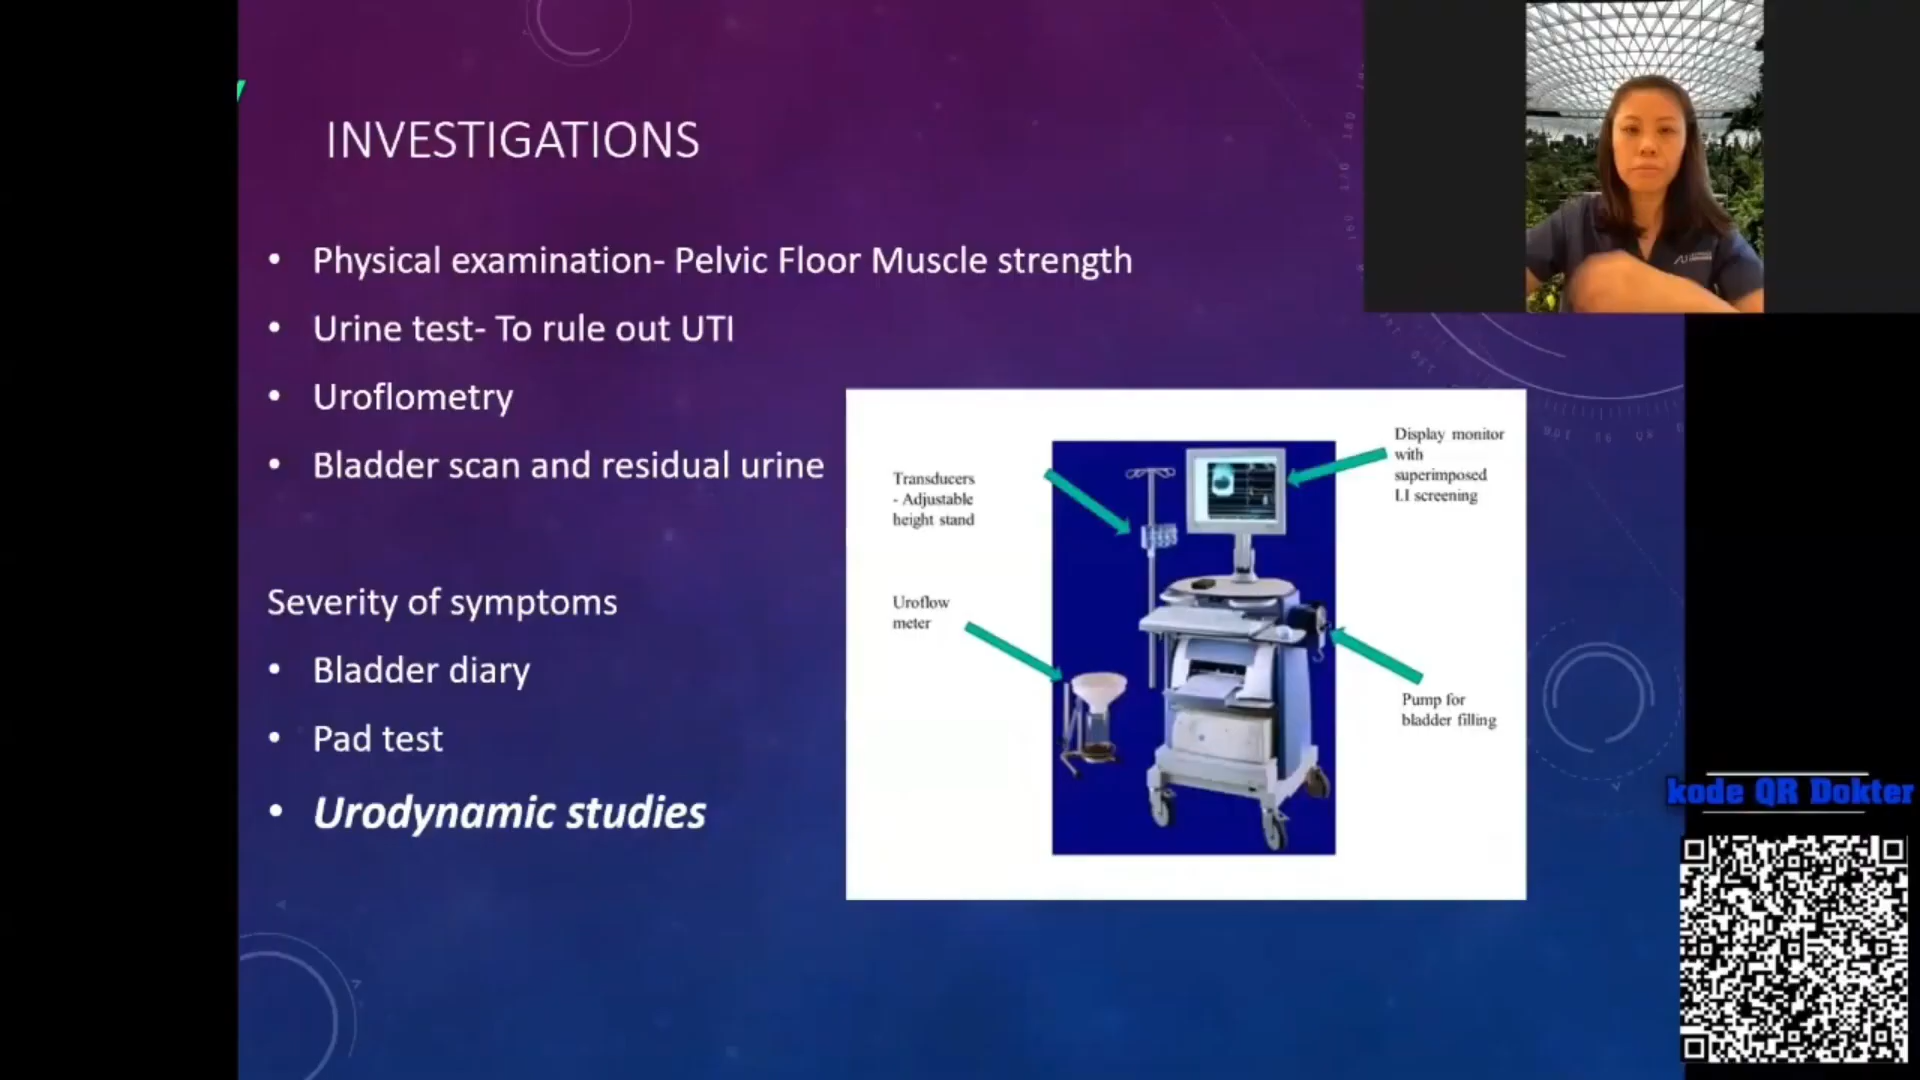 INVESTIGATIONS
• Physical examination- Pelvic Floor Muscle strength
• Urine test- To rule out UTI
• Uroflometry
• Bladder scan and residual urine
Severity of symptoms
• Bladder diary
• Pad test
• Urodynamic studies
Transducers
- Adjustable
height stand
Uroflow
meter
Display monitor
with
superimposed
I.I screening
Pump for
bladder filling
kode QR Dokter